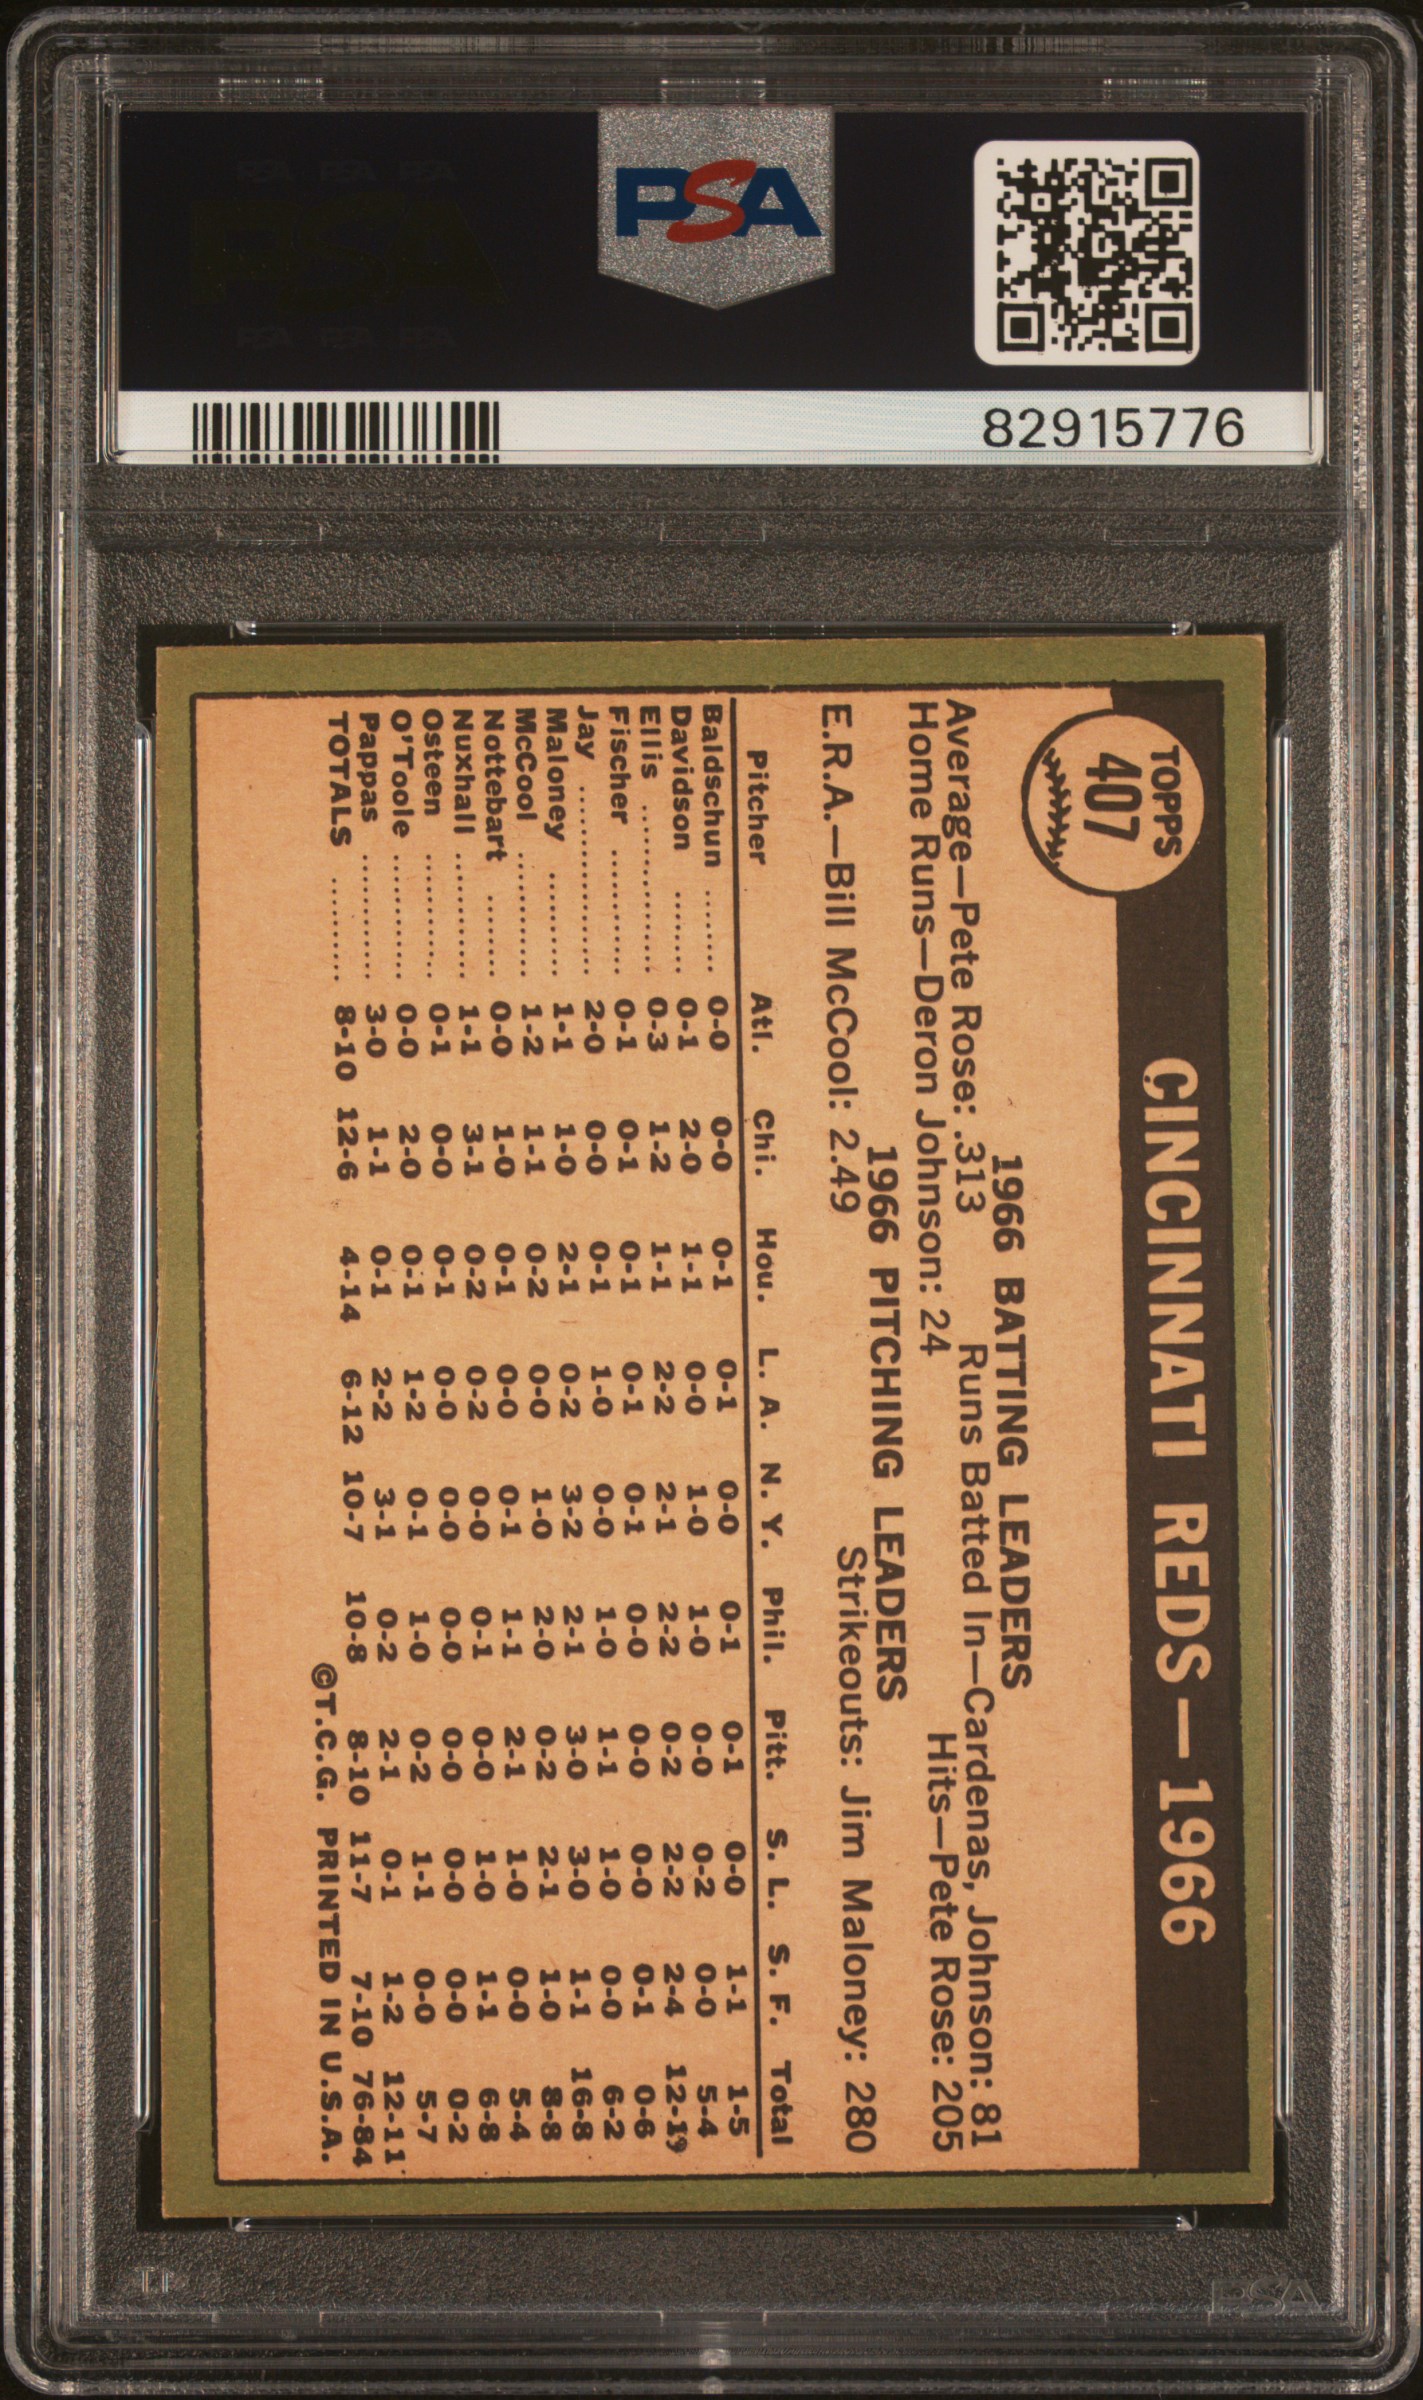 PSA
82915776
TOPPS
407
CINCINNATI REDS—1966
1966 BATTING LEADERS
Average—Pete Rose: .313 Runs Batted In—Cardenas, Johnson: 81
Home Runs—Deron Johnson: 24 Hits—Pete Rose: 205
1966 PITCHING LEADERS
E.R.A.—Bill McCool: 2.49 Strikeouts: Jim Maloney: 280
Pitcher Atl. Chi. Hou. L. A. N. Y. Phil. Pitt. S. L. S. F. Total
Baldschun ........ 0-0 0-0 0-1 0-1 0-0 0-1 0-1 0-0 1-1 1-5
Davidson ........ 0-1 2-0 1-1 0-0 1-0 1-0 0-0 0-2 0-0 5-4
Ellis ................ 0-3 1-2 1-1 2-2 2-1 2-2 0-2 2-2 2-4 12-19
Fischer ............ 0-1 0-1 0-1 0-1 0-1 0-0 0-0 0-0 0-1 0-6
Jay .................. 2-0 0-0 0-1 1-0 0-0 1-0 1-1 1-0 0-0 6-2
Maloney .......... 1-1 1-0 2-1 0-2 3-2 2-1 3-0 3-0 1-1 16-8
McCool ............ 1-2 1-1 0-2 0-0 1-0 2-0 0-2 2-1 1-0 8-8
Nottebart ........ 0-0 1-0 0-1 0-0 0-1 1-1 2-1 1-0 0-0 5-4
Nuxhall ............ 1-1 3-1 0-2 0-2 0-0 0-1 0-0 1-0 1-1 6-8
Osteen ............ 0-1 0-0 0-1 0-0 0-0 0-0 0-0 0-0 0-0 0-2
O'Toole ............ 0-0 2-0 0-1 1-2 0-1 1-0 0-2 1-1 0-0 5-7
Pappas ............ 3-0 1-1 0-1 2-2 3-1 0-2 2-1 0-1 1-2 12-11
TOTALS .......... 8-10 12-6 4-14 6-12 10-7 10-8 8-10 11-7 7-10 76-84
©T.C.G. PRINTED IN U.S.A.
PSA